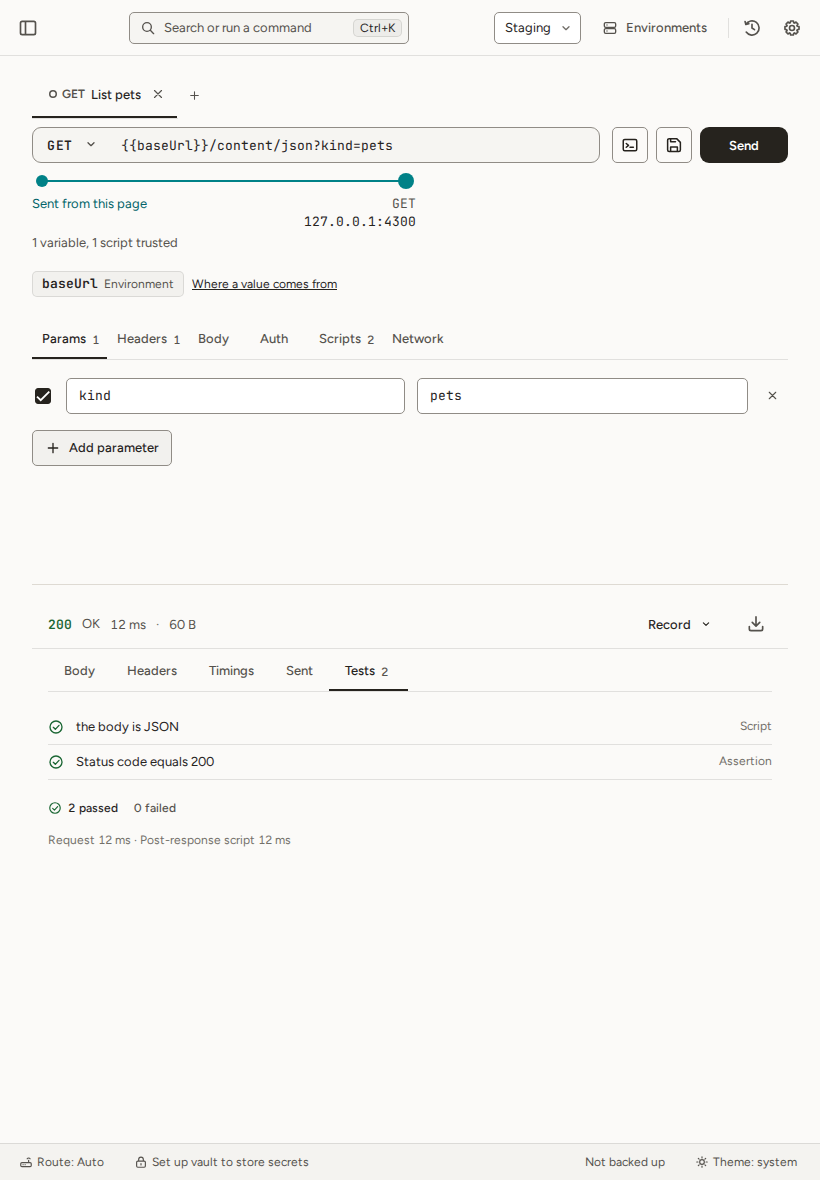 Search or run a command Ctrl+K Staging Environments
GET List pets
GET {{baseUrl}}/content/json?kind=pets Send
Sent from this page GET
127.0.0.1:4300
1 variable, 1 script trusted
baseUrl Environment Where a value comes from
Params 1 Headers 1 Body Auth Scripts 2 Network
kind pets
Add parameter
200 OK 12 ms · 60 B Record
Body Headers Timings Sent Tests 2
the body is JSON Script
Status code equals 200 Assertion
2 passed 0 failed
Request 12 ms · Post-response script 12 ms
Route: Auto Set up vault to store secrets Not backed up Theme: system